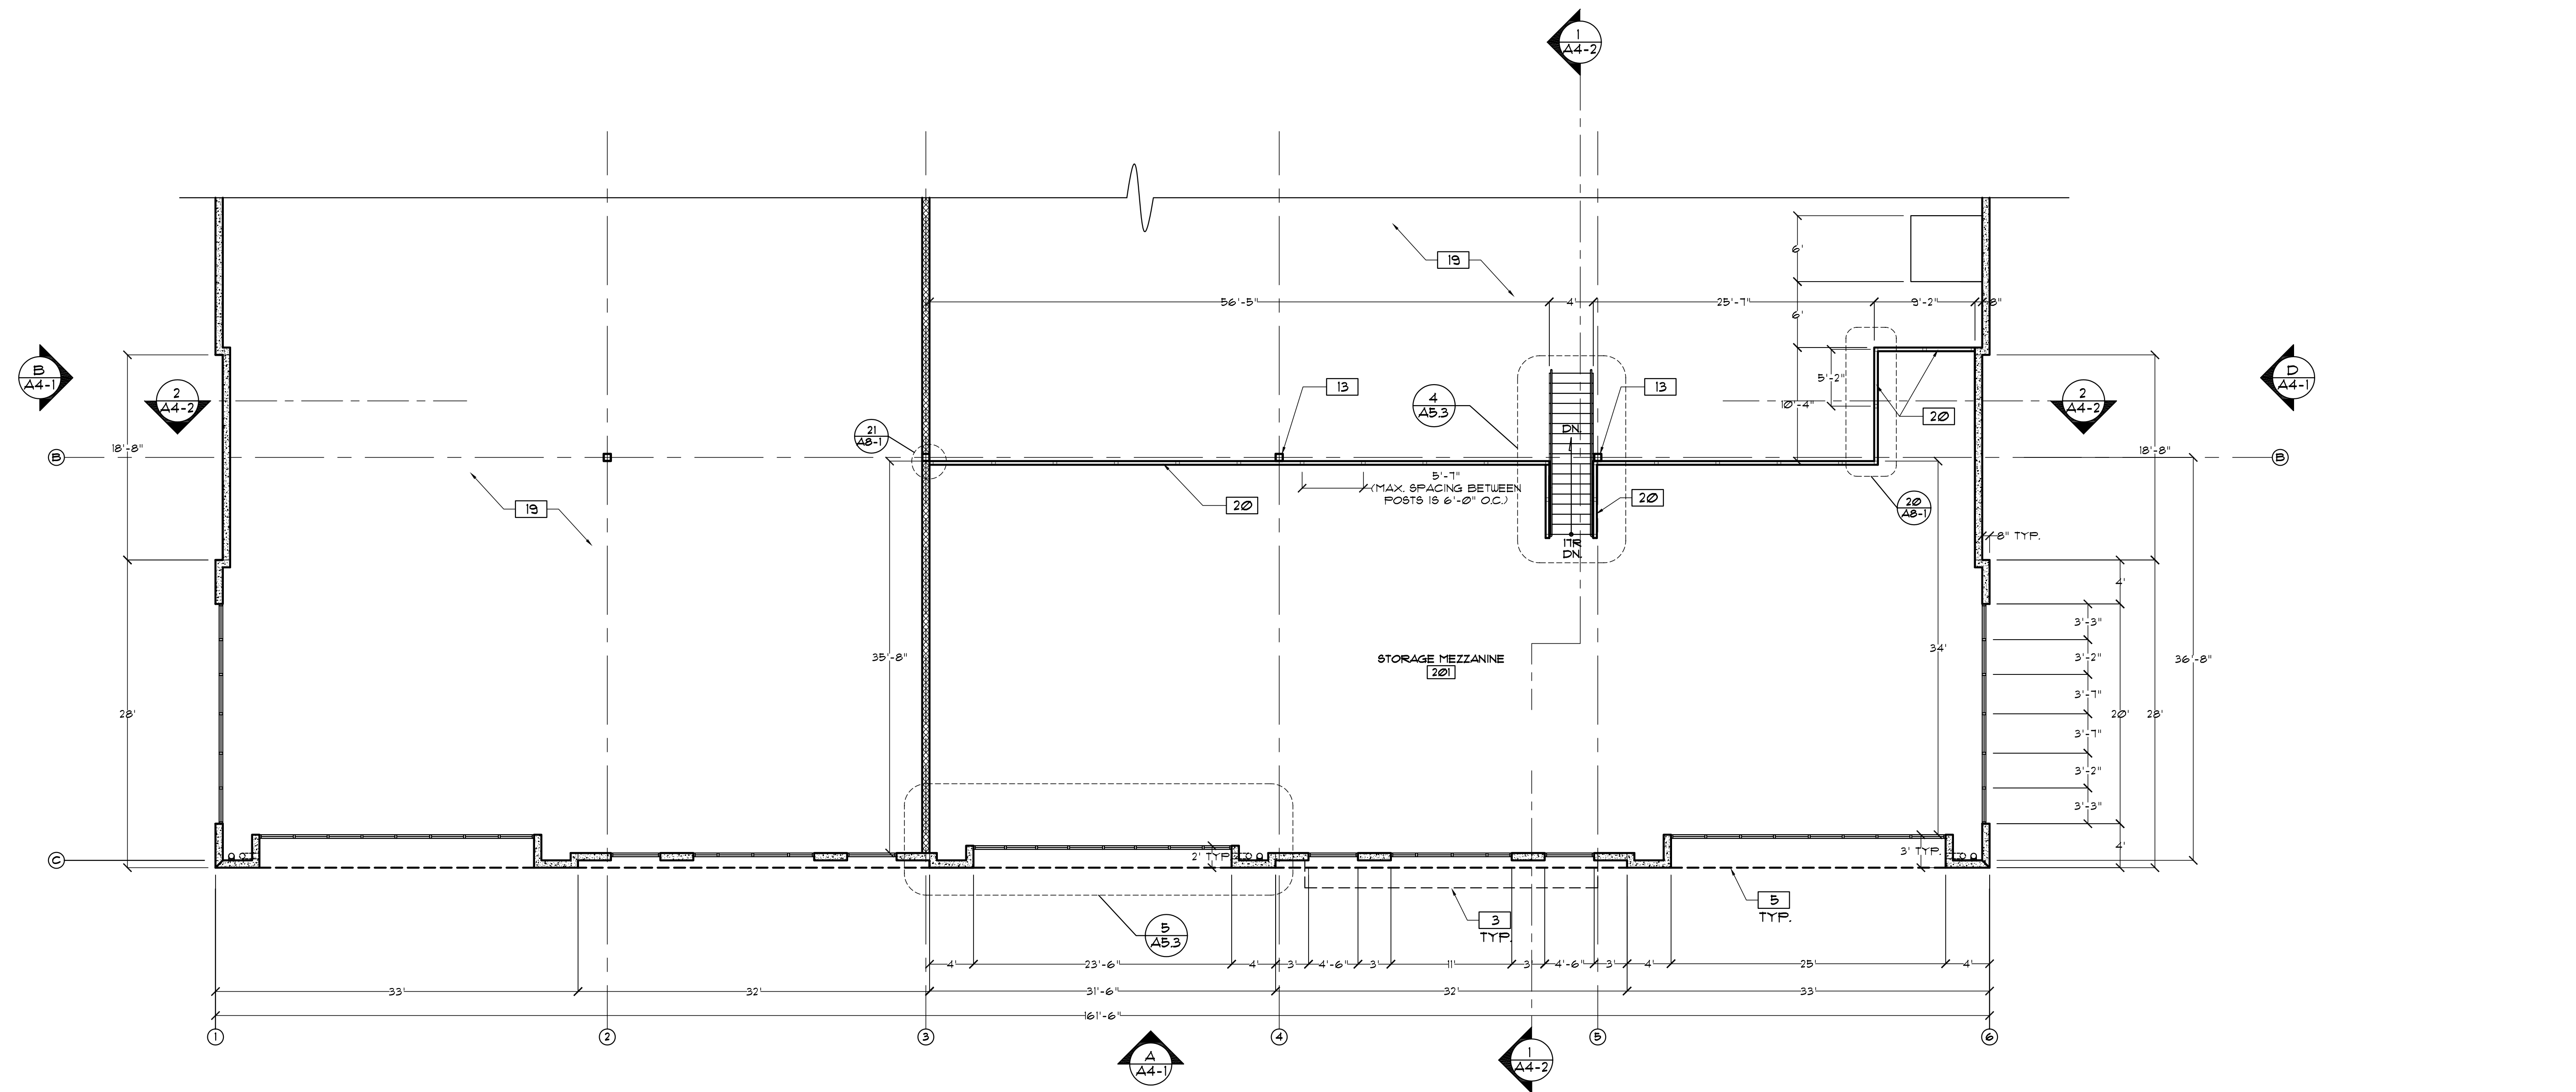 1
A4-2
6'
19
56'-5"
4'
25'-7"
9'-2"
8"
6'
B
A4-1
2
A4-2
13
4
A5.3
13
5'-2"
10'-4"
20
2
A4-2
D
A4-1
21
A8-1
DN.
18'-8"
18'-8"
B
B
5'-7"
(MAX. SPACING BETWEEN
POSTS IS 6'-0" O.C.)
19
20
20
20
A8-1
17R
DN.
8" TYP.
4'
3'-3"
35'-8"
STORAGE MEZZANINE
201
34'
3'-2"
36'-8"
3'-7"
28'
20'
28'
3'-7"
3'-2"
3'-3"
4'
C
2' TYP.
3' TYP.
5
TYP.
3
TYP.
5
A5.3
4'
23'-6"
4'
3'
4'-6"
3'
11'
3'
4'-6"
3'
4'
25'
4'
33'
32'
31'-6"
32'
33'
161'-6"
1
2
3
4
5
6
A
A4-1
1
A4-2